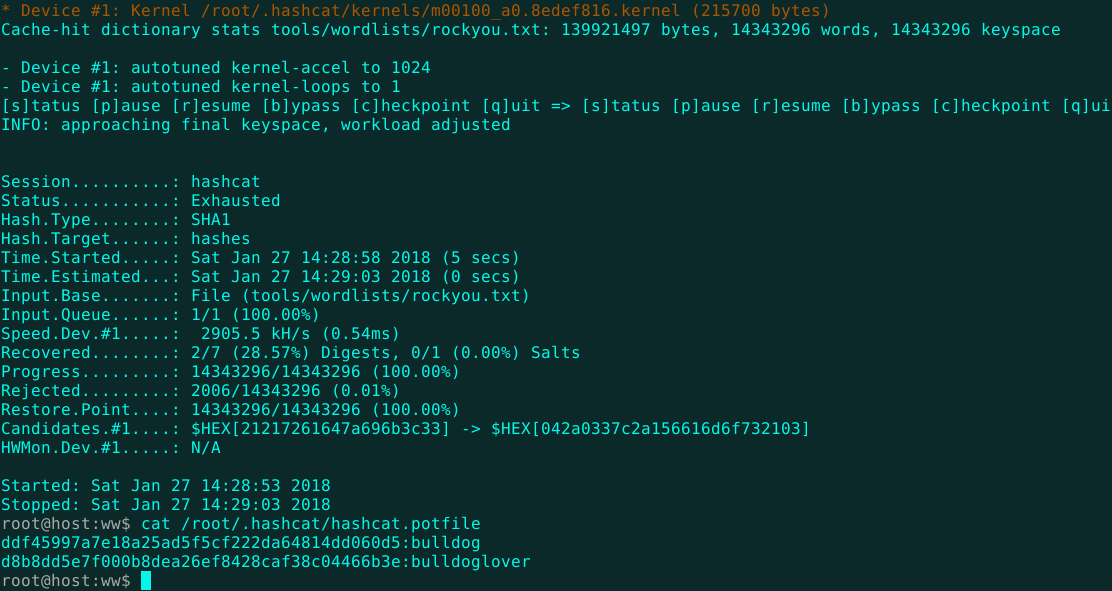 * Device #1: Kernel /root/.hashcat/kernels/m00100_a0.8edef816.kernel (215700 bytes)
Cache-hit dictionary stats tools/wordlists/rockyou.txt: 139921497 bytes, 14343296 words, 14343296 keyspace
- Device #1: autotuned kernel-accel to 1024
- Device #1: autotuned kernel-loops to 1
[s]tatus [p]ause [r]esume [b]ypass [c]heckpoint [q]uit => [s]tatus [p]ause [r]esume [b]ypass [c]heckpoint [q]ui
INFO: approaching final keyspace, workload adjusted
Session..........: hashcat
Status...........: Exhausted
Hash.Type........: SHA1
Hash.Target......: hashes
Time.Started.....: Sat Jan 27 14:28:58 2018 (5 secs)
Time.Estimated...: Sat Jan 27 14:29:03 2018 (0 secs)
Input.Base.......: File (tools/wordlists/rockyou.txt)
Input.Queue......: 1/1 (100.00%)
Speed.Dev.#1.....:  2905.5 kH/s (0.54ms)
Recovered........: 2/7 (28.57%) Digests, 0/1 (0.00%) Salts
Progress.........: 14343296/14343296 (100.00%)
Rejected.........: 2006/14343296 (0.01%)
Restore.Point....: 14343296/14343296 (100.00%)
Candidates.#1....: $HEX[21217261647a696b3c33] -> $HEX[042a0337c2a156616d6f732103]
HWMon.Dev.#1.....: N/A
Started: Sat Jan 27 14:28:53 2018
Stopped: Sat Jan 27 14:29:03 2018
root@host:ww$ cat /root/.hashcat/hashcat.potfile
ddf45997a7e18a25ad5f5cf222da64814dd060d5:bulldog
d8b8dd5e7f000b8dea26ef8428caf38c04466b3e:bulldoglover
root@host:ww$